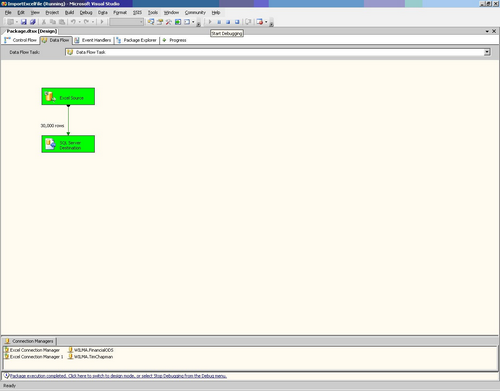 ImportExcelFile (Running) - Microsoft Visual Studio
File Edit View Project Build Debug Data Format SSIS Tools Window Community Help
Start Debugging
Package.dtsx [Design]
Control Flow Data Flow Event Handlers Package Explorer Progress
Data Flow Task: Data Flow Task
Excel Source
30,000 rows
SQL Server
Destination
Connection Managers
Excel Connection Manager WILMA.FinancialODS
Excel Connection Manager 1 WILMA.TimChapman
Package execution completed. Click here to switch to design mode, or select Stop Debugging from the Debug menu.
Ready